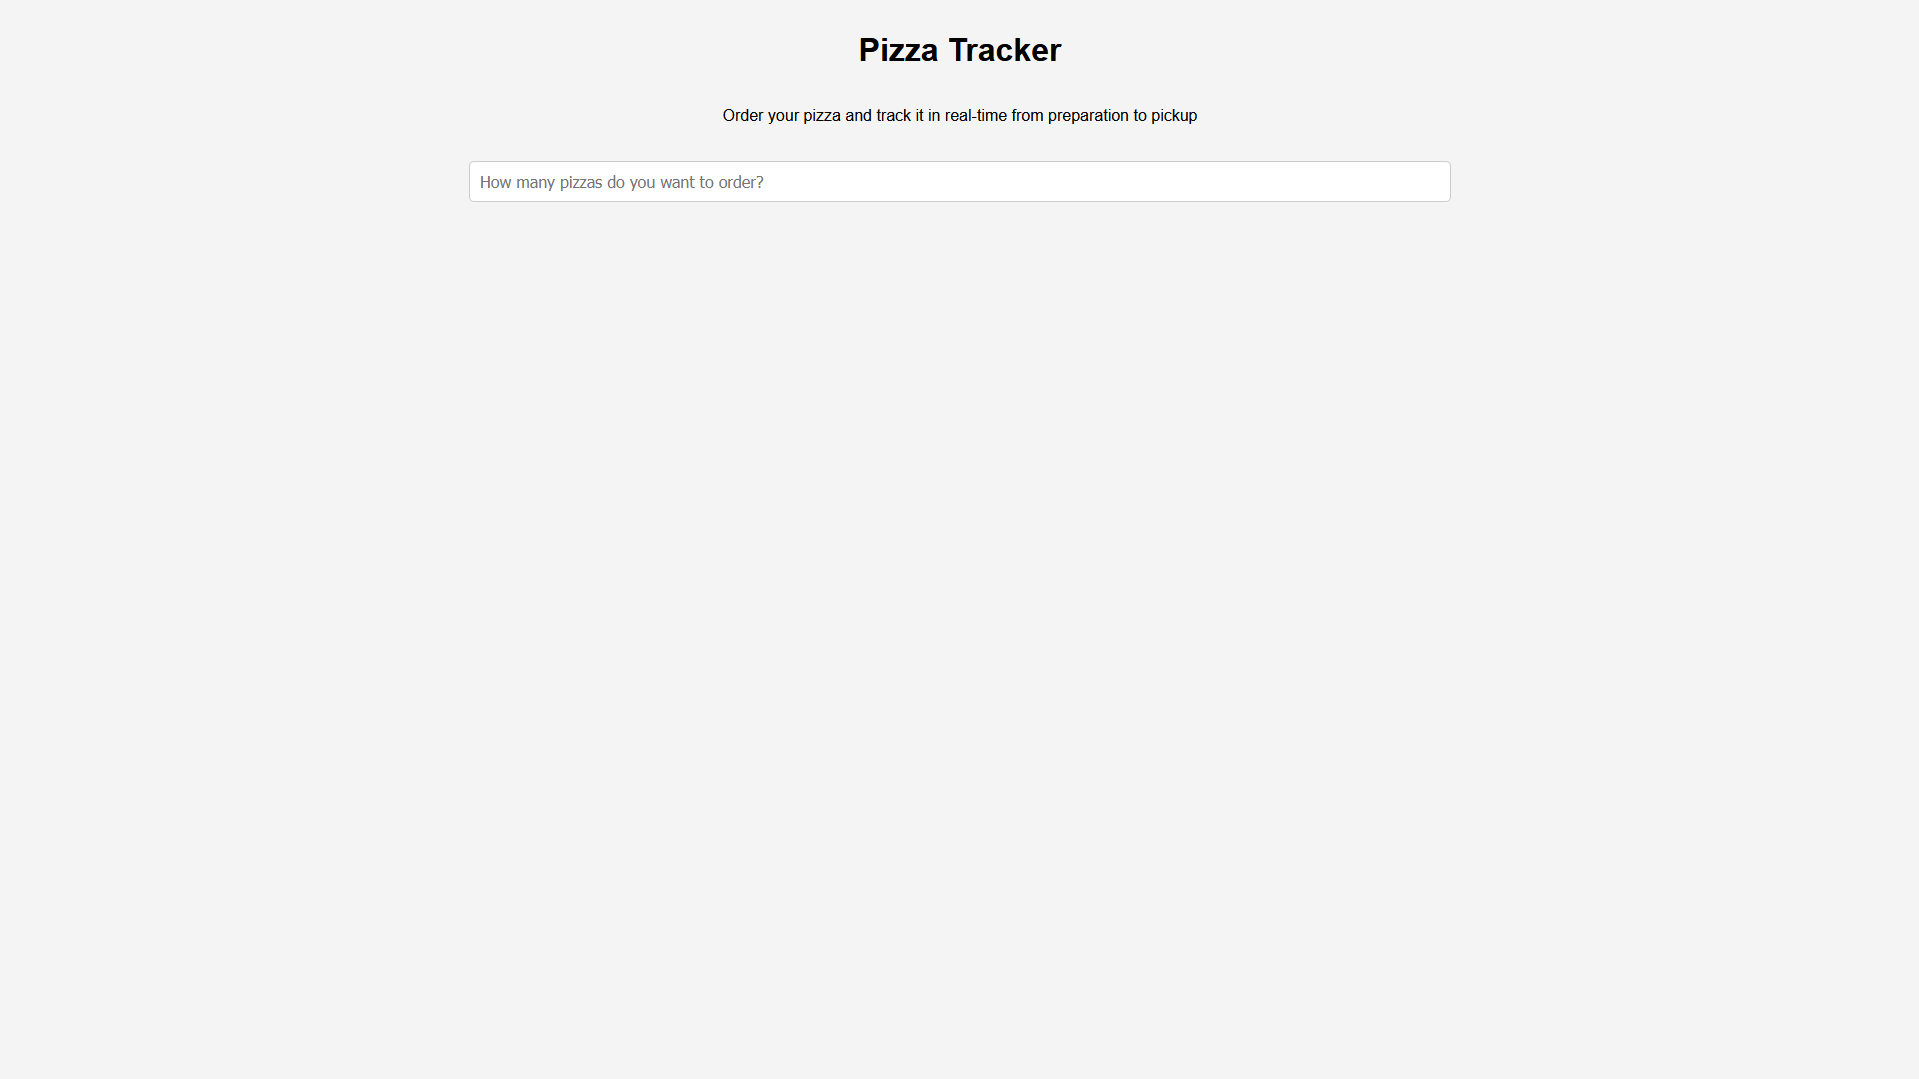 Pizza Tracker
Order your pizza and track it in real-time from preparation to pickup
How many pizzas do you want to order?